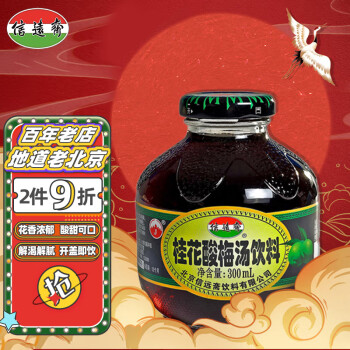 信遠齋
百年老店
地道老北京
2件9折
花香浓郁 酸甜可口
解渴解腻 开盖即饮
抢
信远斋
桂花酸梅汤饮料
净含量:300mL
北京信远斋饮料有限公司